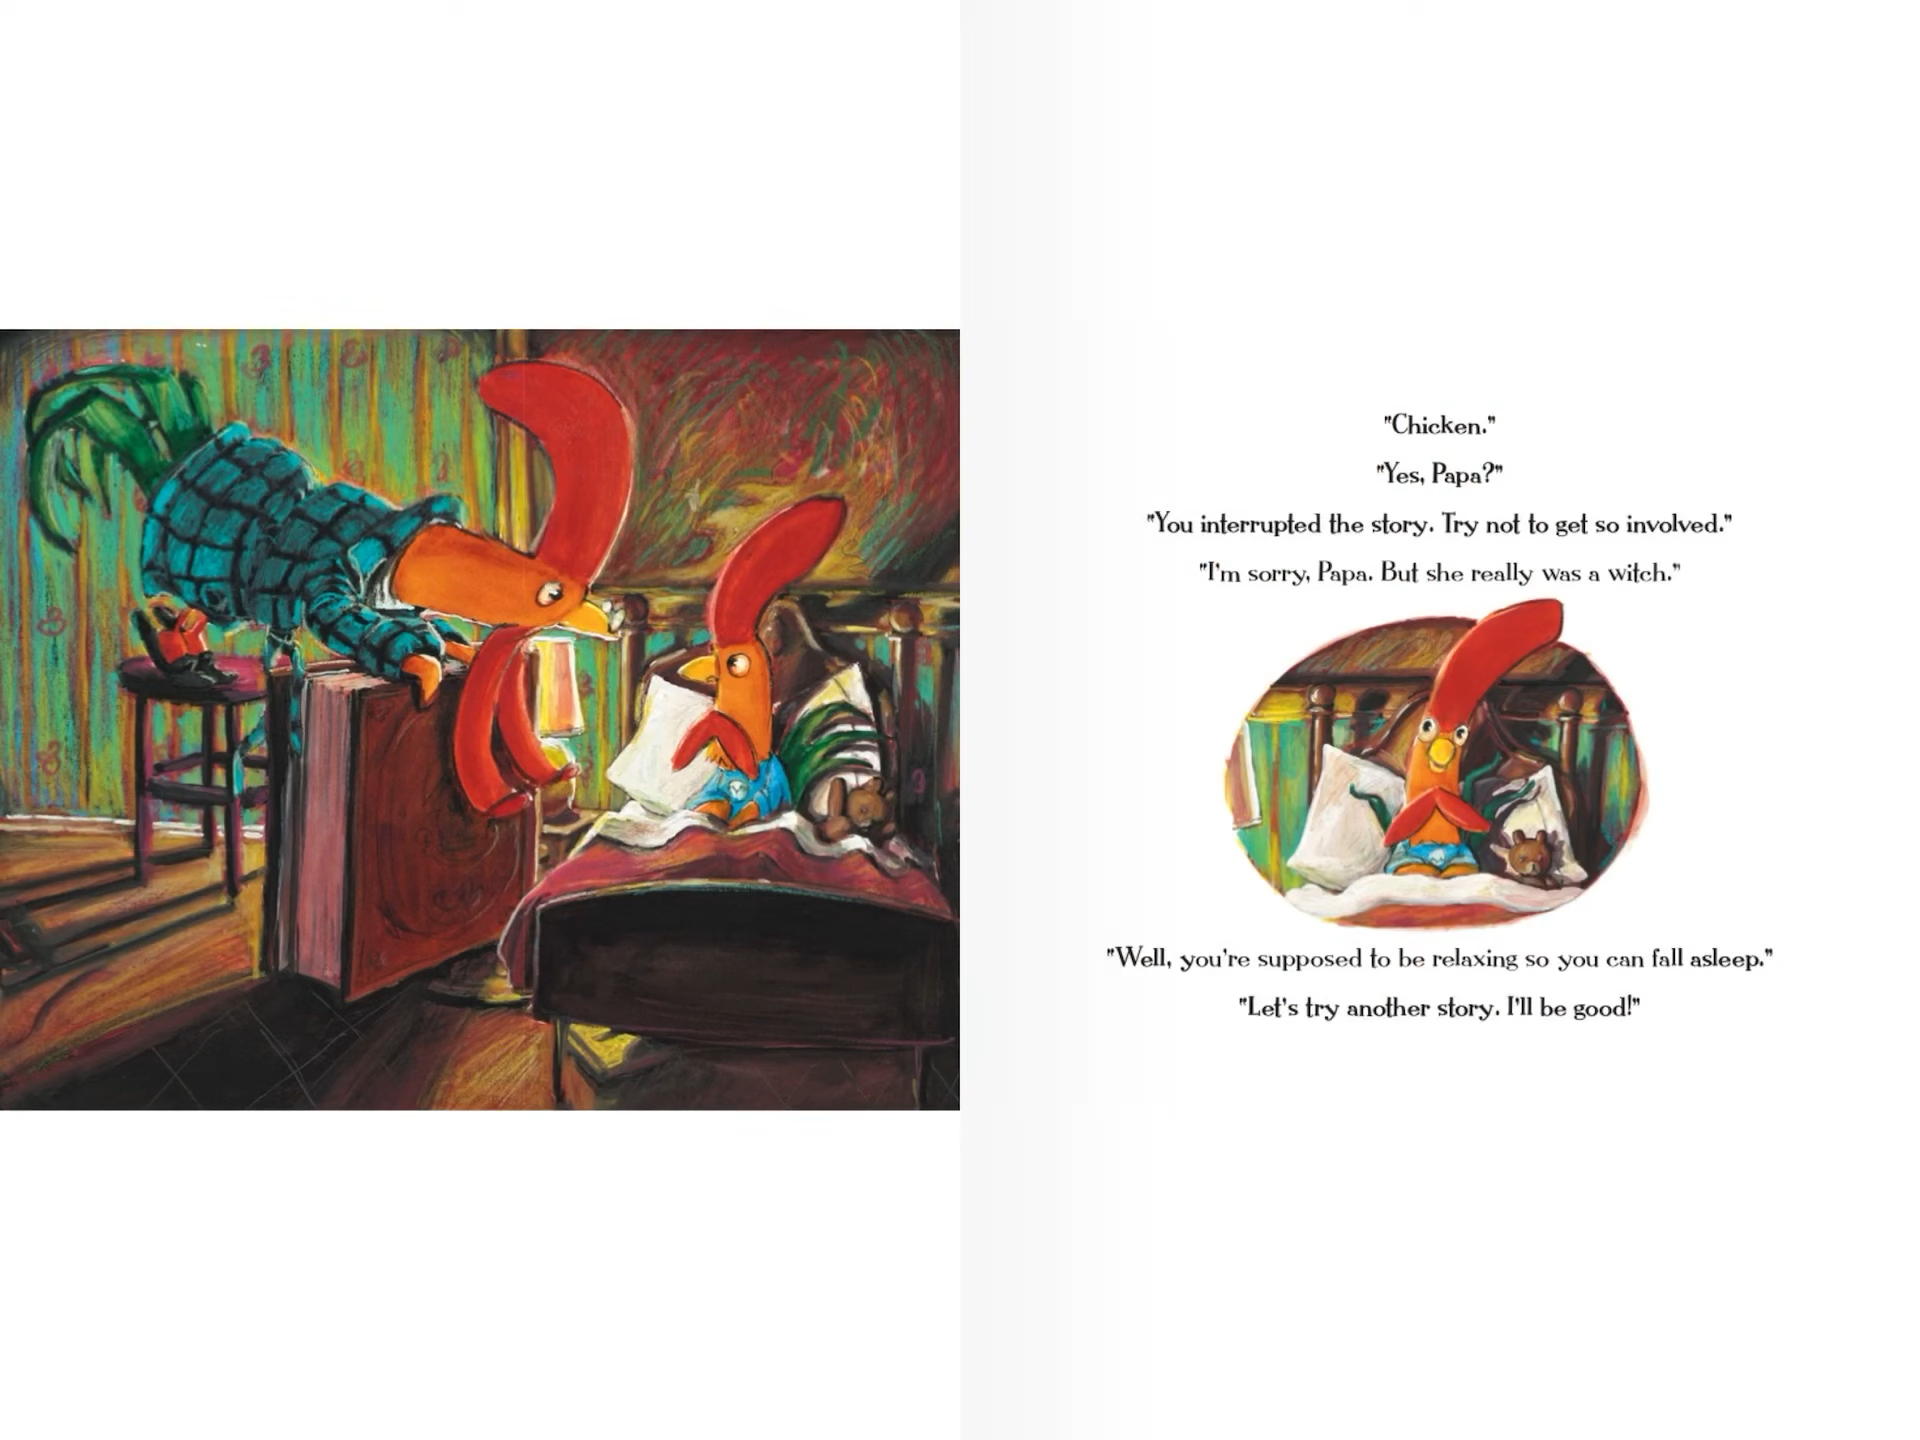 "Chicken."
"Yes, Papa?"
"You interrupted the story. Try not to get so involved."
"I'm sorry, Papa. But she really was a witch."
"Well, you're supposed to be relaxing so you can fall asleep."
"Let's try another story. I'll be good!"